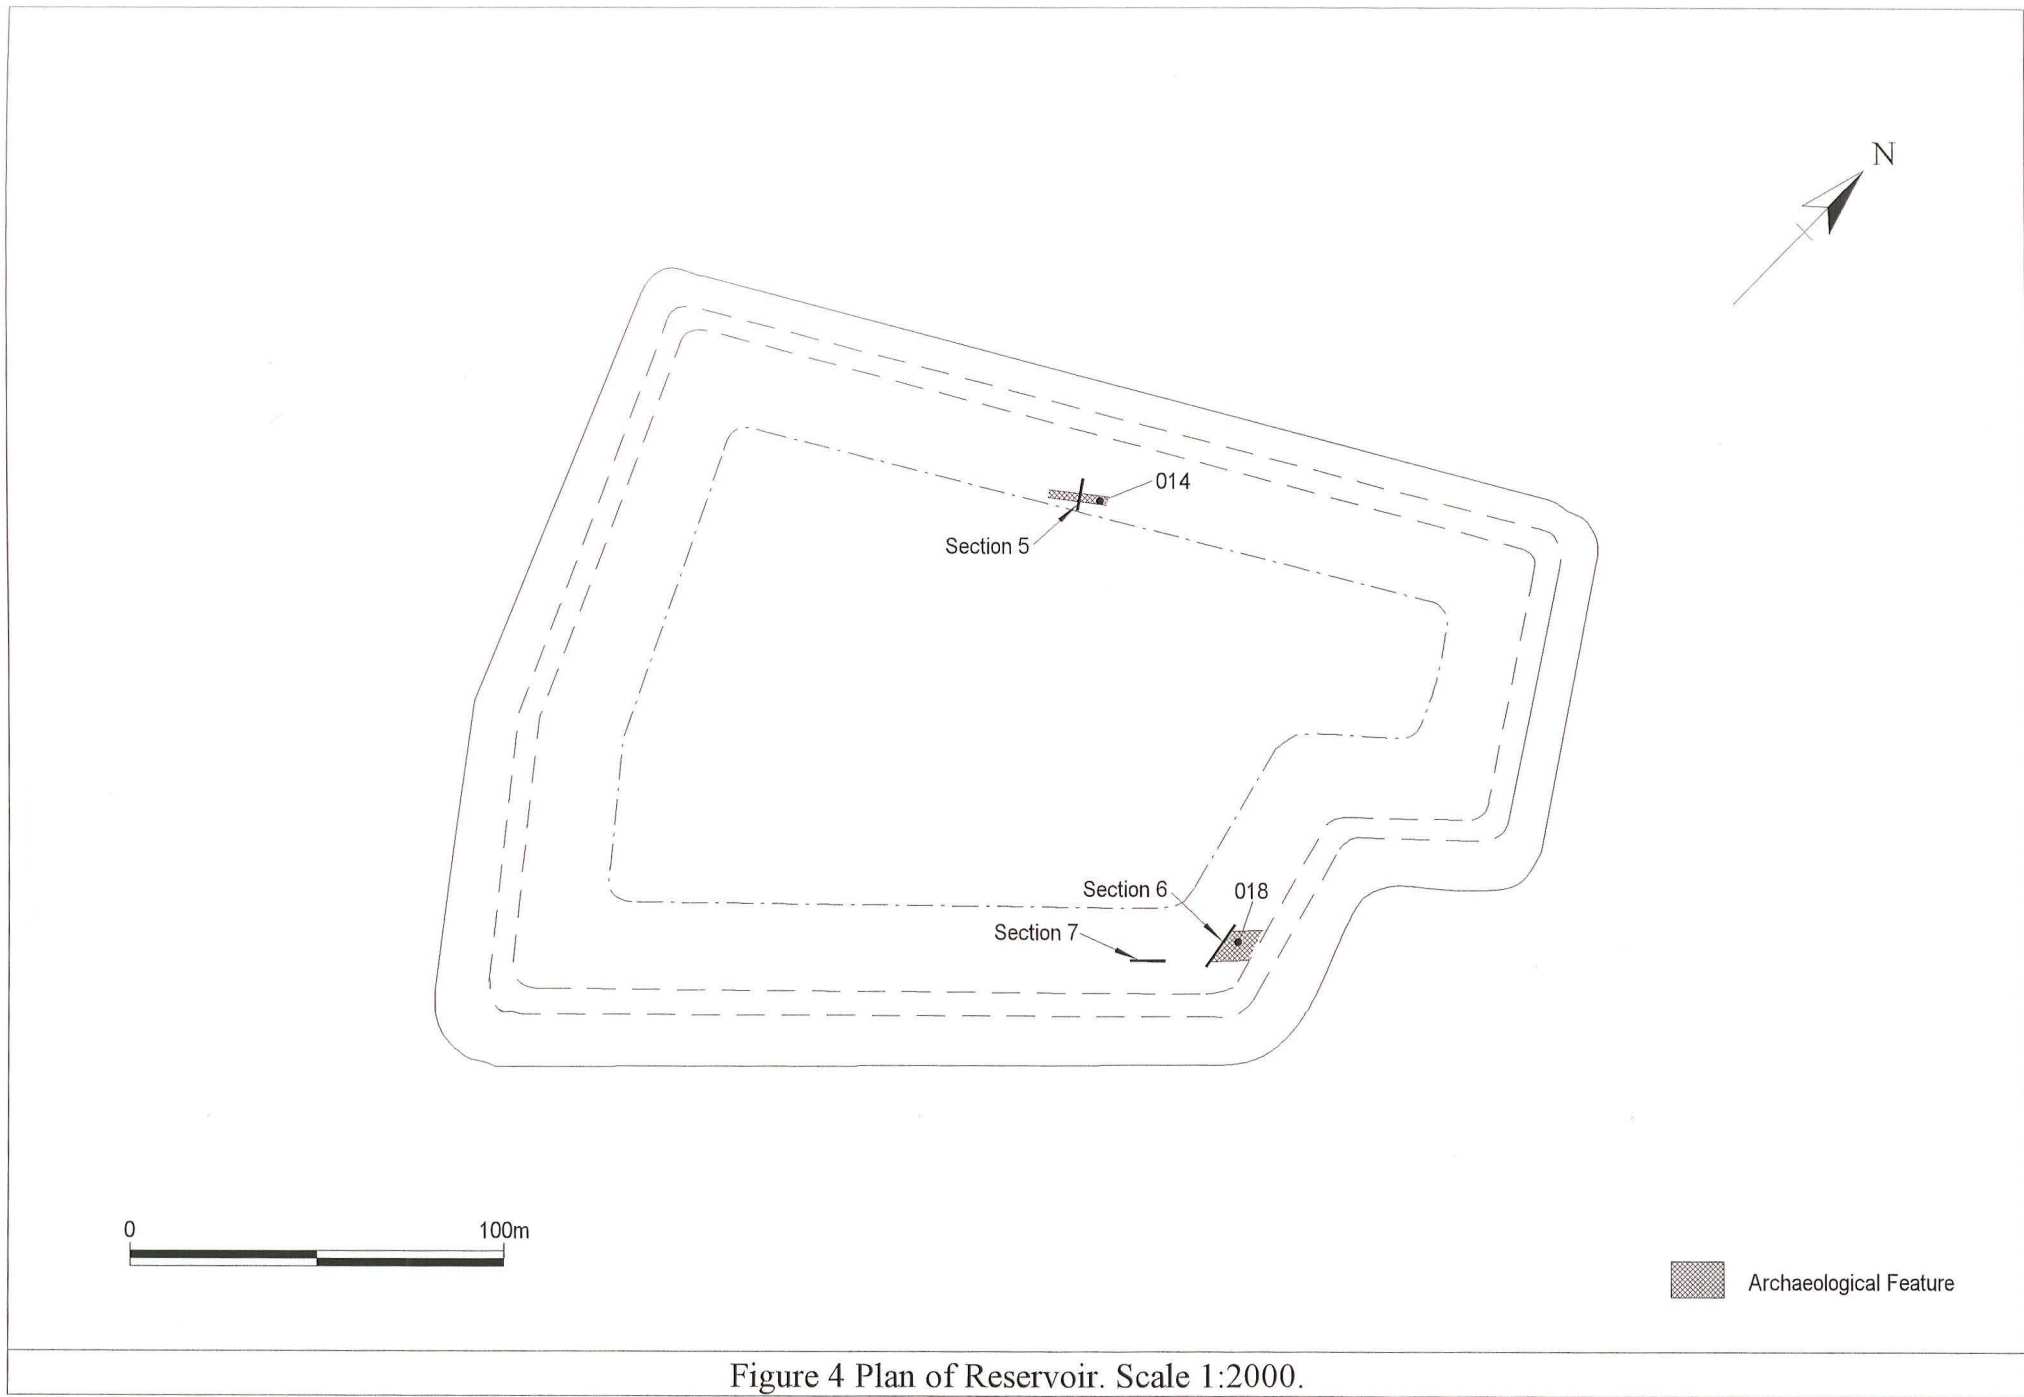 N
014
Section 5
Section 6
018
Section 7
0
100m
Archaeological Feature
Figure 4 Plan of Reservoir. Scale 1:2000.